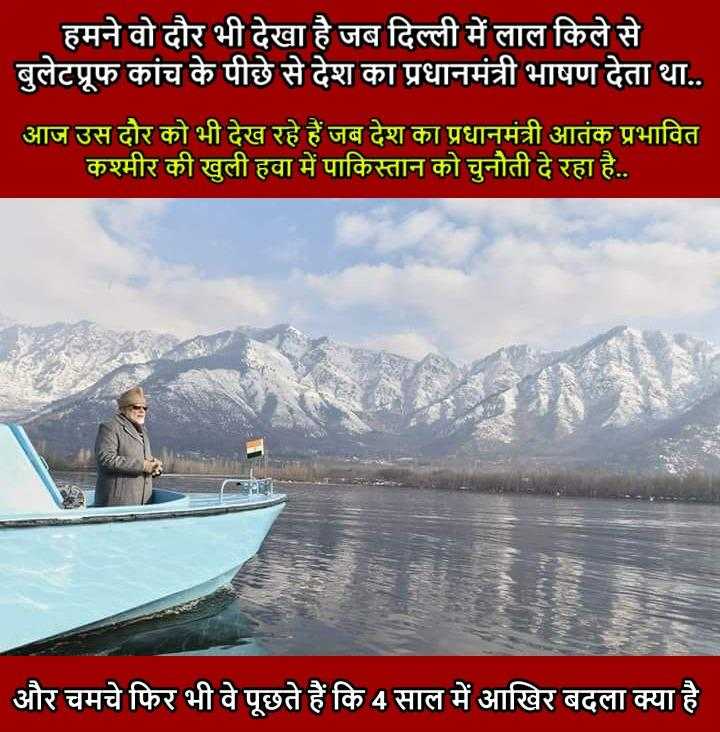 हमने वो दौर भी देखा है जब दिल्ली में लाल किले से
बुलेटप्रूफ कांच के पीछे से देश का प्रधानमंत्री भाषण देता था..
आज उस दौर को भी देख रहे हैं जब देश का प्रधानमंत्री आतंक प्रभावित
कश्मीर की खुली हवा में पाकिस्तान को चुनौती दे रहा है..
और चमचे फिर भी वे पूछते हैं कि 4 साल में आखिर बदला क्या है